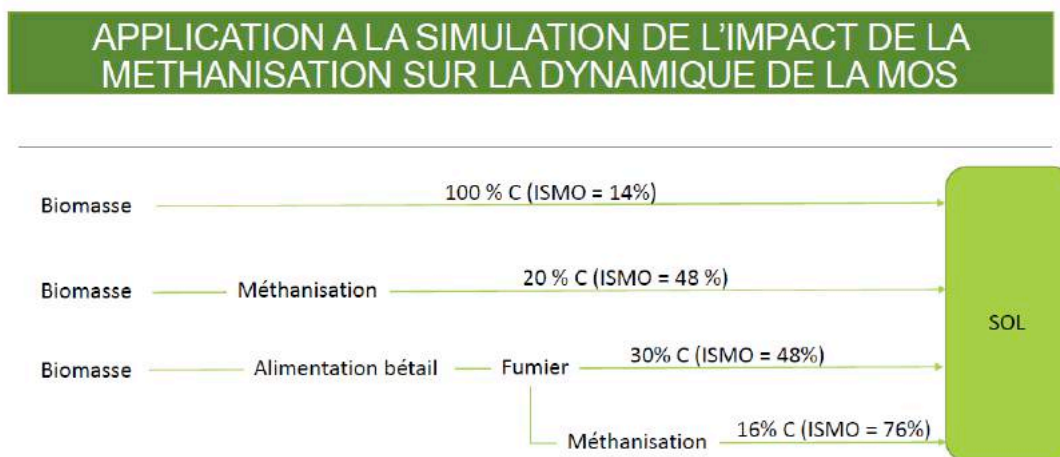 APPLICATION A LA SIMULATION DE L'IMPACT DE LA
METHANISATION SUR LA DYNAMIQUE DE LA MOS
Biomasse 100 % C (ISMO = 14%)
Biomasse Méthanisation 20 % C (ISMO = 48 %)
SOL
Biomasse Alimentation bétail Fumier 30% C (ISMO = 48%)
Méthanisation 16% C (ISMO = 76%)